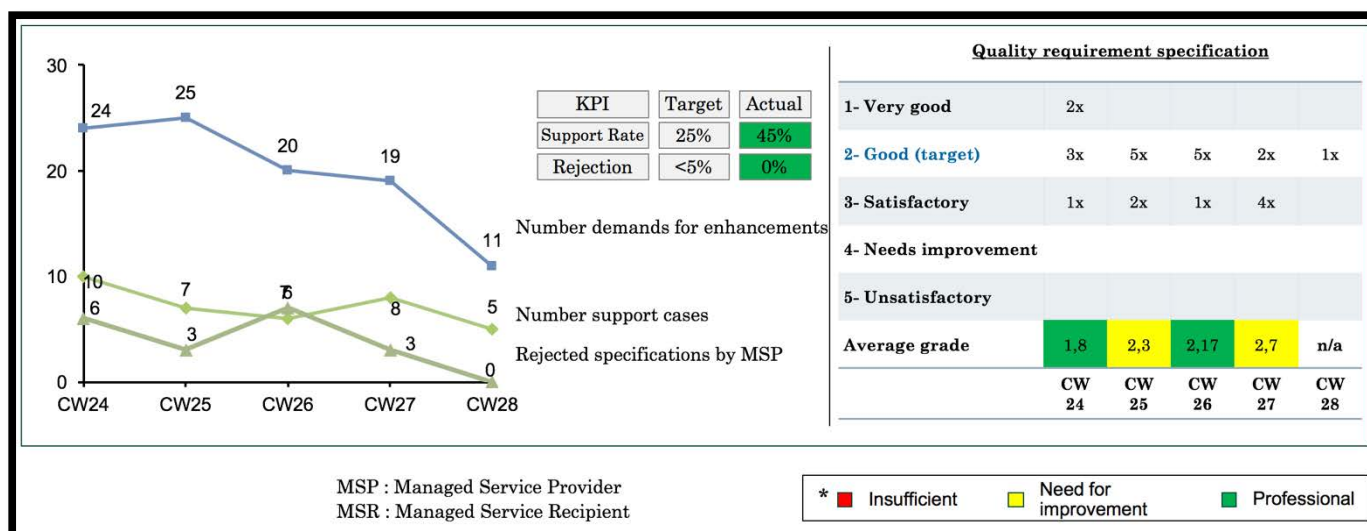 30
20
10
0
24
25
20
19
11
10
7
6
8
5
6
3
7
3
0
CW24 CW25 CW26 CW27 CW28
KPI Target Actual
Support Rate 25% 45%
Rejection <5% 0%
Number demands for enhancements
Number support cases
Rejected specifications by MSP
Quality requirement specification
1- Very good 2x
2- Good (target) 3x 5x 5x 2x 1x
3- Satisfactory 1x 2x 1x 4x
4- Needs improvement
5- Unsatisfactory
Average grade 1,8 2,3 2,17 2,7 n/a
CW CW CW CW CW
24 25 26 27 28
MSP : Managed Service Provider
MSR : Managed Service Recipient
* Insufficient
Need for
improvement
Professional